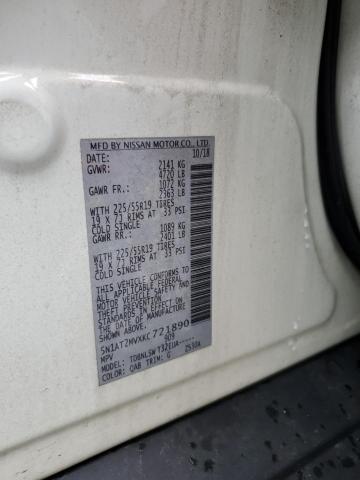 MFD BY NISSAN MOTOR CO., LTD.
DATE: 10/18
GVWR: 2141 KG
4720 LB
GAWR FR.: 1072 KG
2363 LB
WITH 225/55R19 TIRES
19 X 7J RIMS AT 33 PSI
COLD SINGLE
GAWR RR.: 1089 KG
2401 LB
WITH 225/55R19 TIRES
19 X 7J RIMS AT 33 PSI
COLD SINGLE
THIS VEHICLE CONFORMS TO ALL APPLICABLE FEDERAL
MOTOR VEHICLE SAFETY AND
THEFT PREVENTION
STANDARDS IN EFFECT ON
THE DATE OF MANUFACTURE
SHOWN ABOVE.
5N1AT2MVXKC721890
MPV 909
MODEL: TDBNLSWT32EUA-----
COLOR: QAB TRIM: G